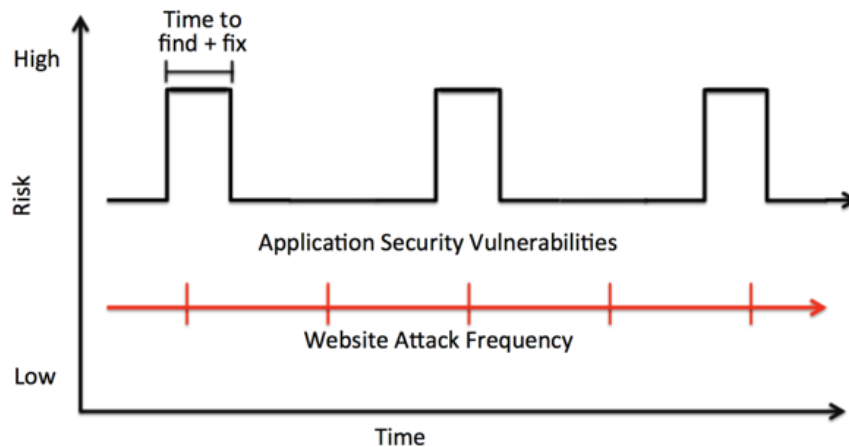 Time to
find + fix
High
Risk
Application Security Vulnerabilities
Website Attack Frequency
Low
Time